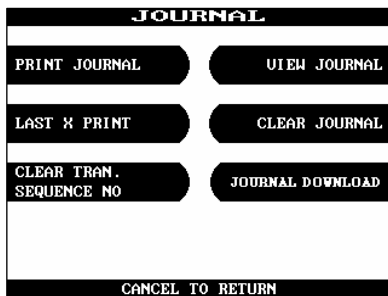 JOURNAL
PRINT JOURNAL
VIEW JOURNAL
LAST X PRINT
CLEAR JOURNAL
CLEAR TRAN.
SEQUENCE NO
JOURNAL DOWNLOAD
CANCEL TO RETURN